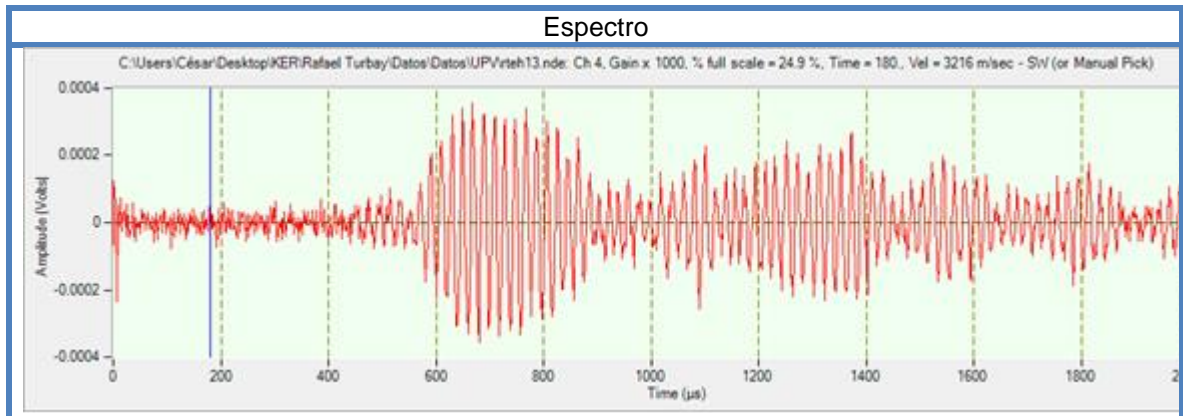 Espectro
C:\Users\César\Desktop\KER\Rafael Turbay\Datos\Datos\UPV\rteh13.nde: Ch 4, Gain x 1000, % full scale = 24.9 %, Time = 180., Vel = 3216 m/sec - SW (or Manual Pick)
0.0004
0.0002
0
-0.0002
-0.0004
Amplitude (Volts)
0 200 400 600 800 1000 1200 1400 1600 1800 2
Time (µs)